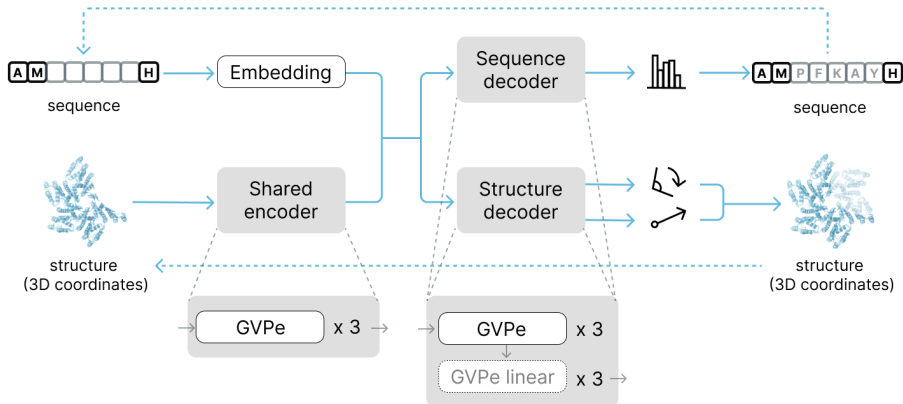 A M H
Embedding
Sequence
decoder
A M P F K A Y H
sequence
sequence
Shared
encoder
Structure
decoder
structure
(3D coordinates)
structure
(3D coordinates)
GVPe x 3
GVPe x 3
GVPe linear x 3